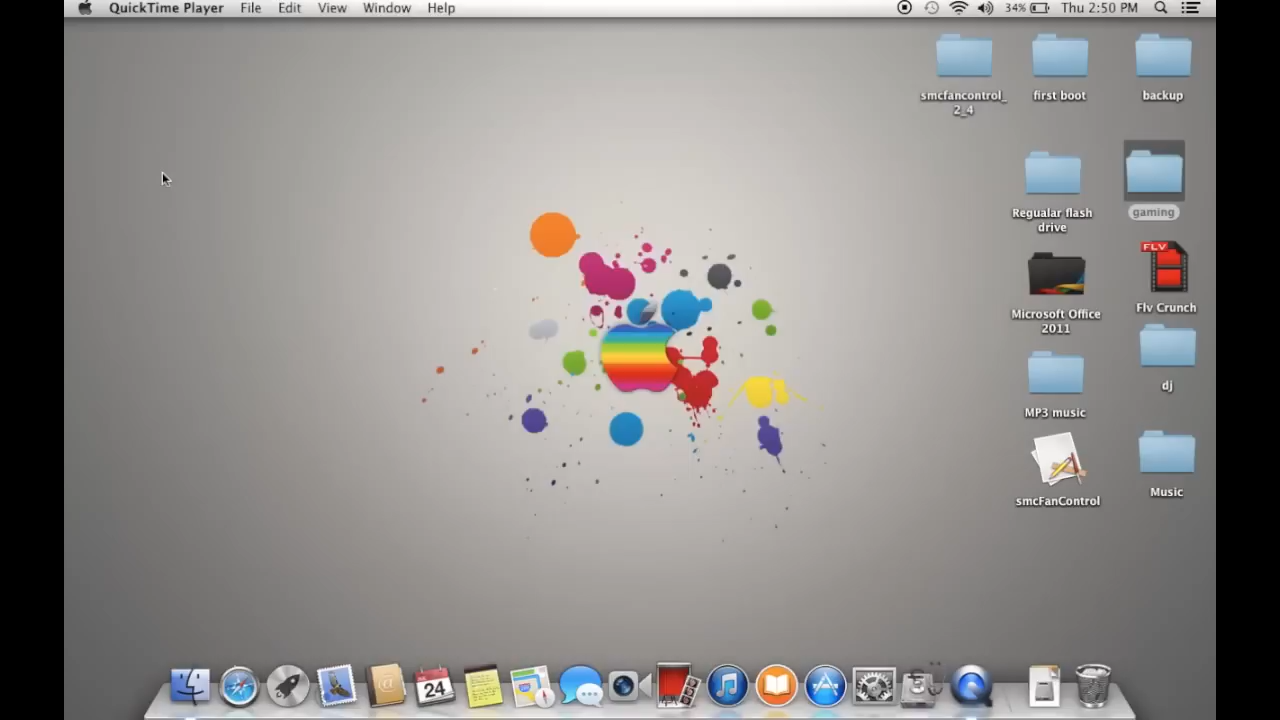 QuickTime Player File Edit View Window Help 34% Thu 2:50 PM
smcfancontrol_
2_4
first boot
backup
Regualar flash
drive
gaming
FLV
Flv Crunch
Microsoft Office
2011
dj
MP3 music
Music
smcFanControl
24